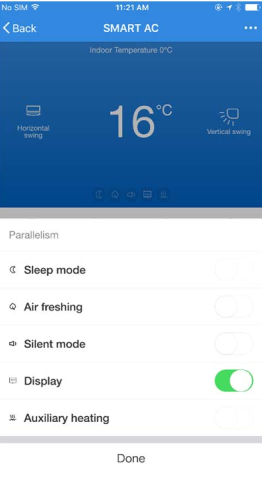 No SIM 11:21 AM
Back SMART AC
Indoor Temperature 0°C
16°C
Horizontal
swing
Vertical swing
Parallelism
Sleep mode
Air freshing
Silent mode
Display
Auxiliary heating
Done